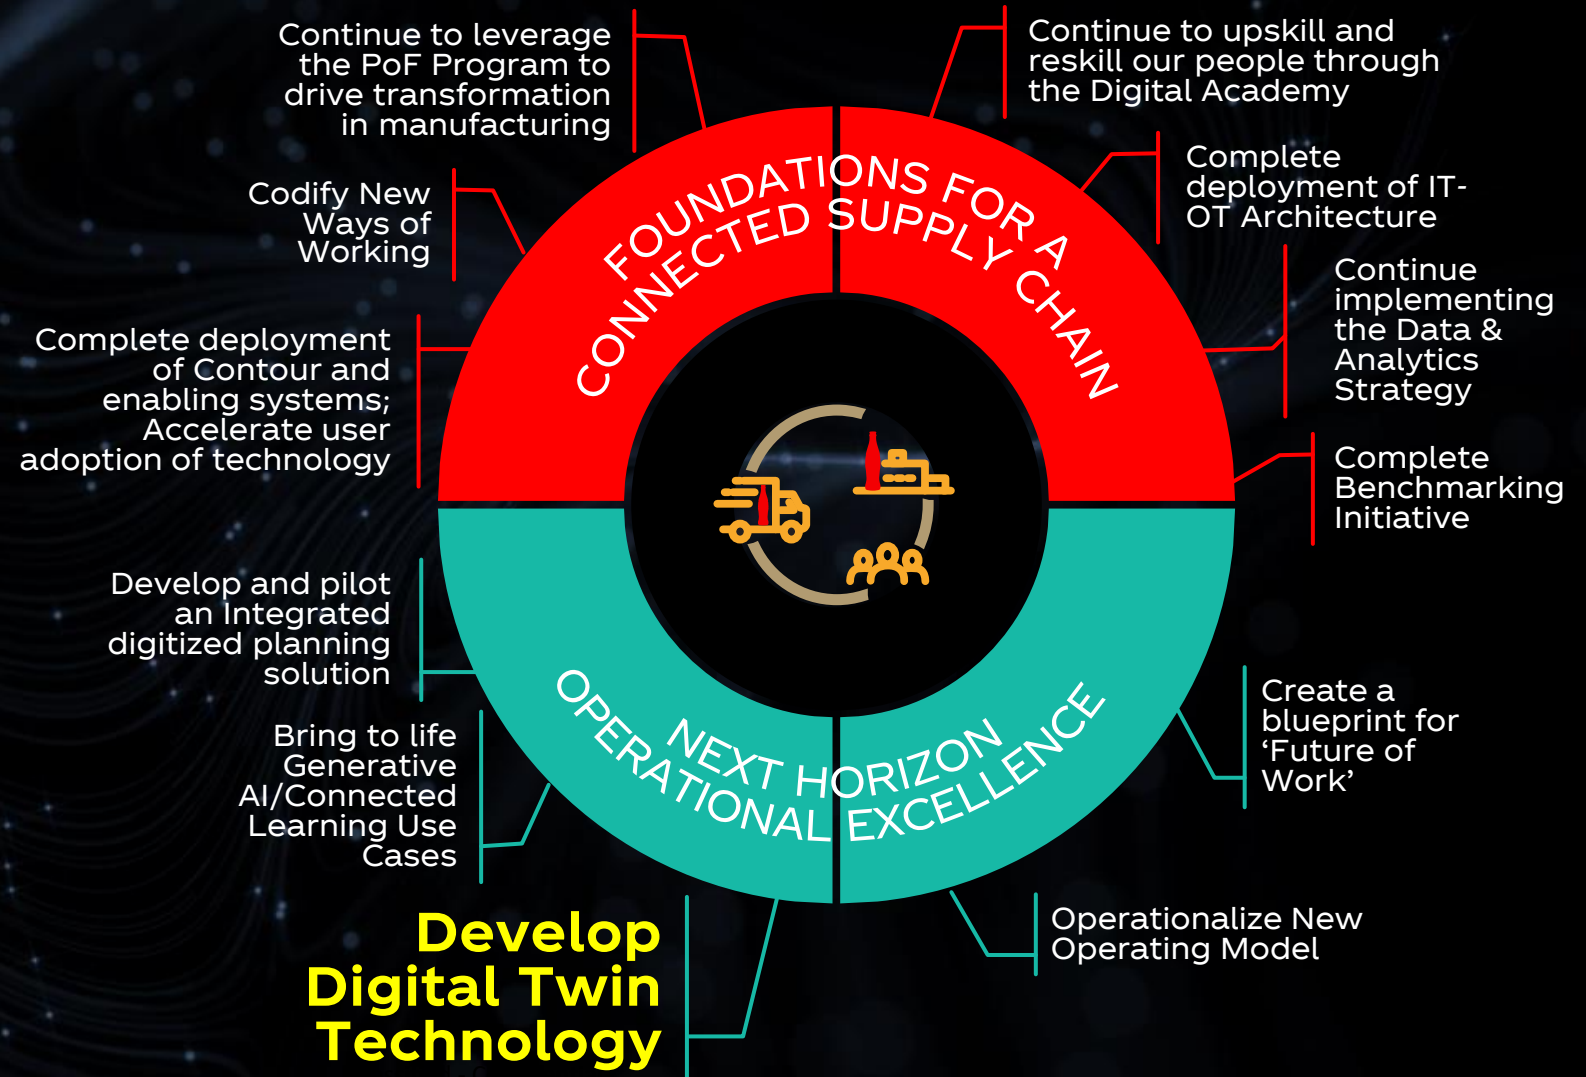 Continue to leverage
the PoF Program to
drive transformation
in manufacturing
Continue to upskill and
reskill our people through
the Digital Academy
Codify New
Ways of
Working
Complete
deployment of IT-
OT Architecture
Complete deployment
of Contour and
enabling systems;
Accelerate user
adoption of technology
Continue
implementing
the Data &
Analytics
Strategy
Complete
Benchmarking
Initiative
FOUNDATIONS FOR A
CONNECTED SUPPLY CHAIN
NEXT HORIZON
OPERATIONAL EXCELLENCE
Develop and pilot
an Integrated
digitized planning
solution
Bring to life
Generative
AI/Connected
Learning Use
Cases
Develop
Digital Twin
Technology
Create a
blueprint for
‘Future of
Work’
Operationalize New
Operating Model